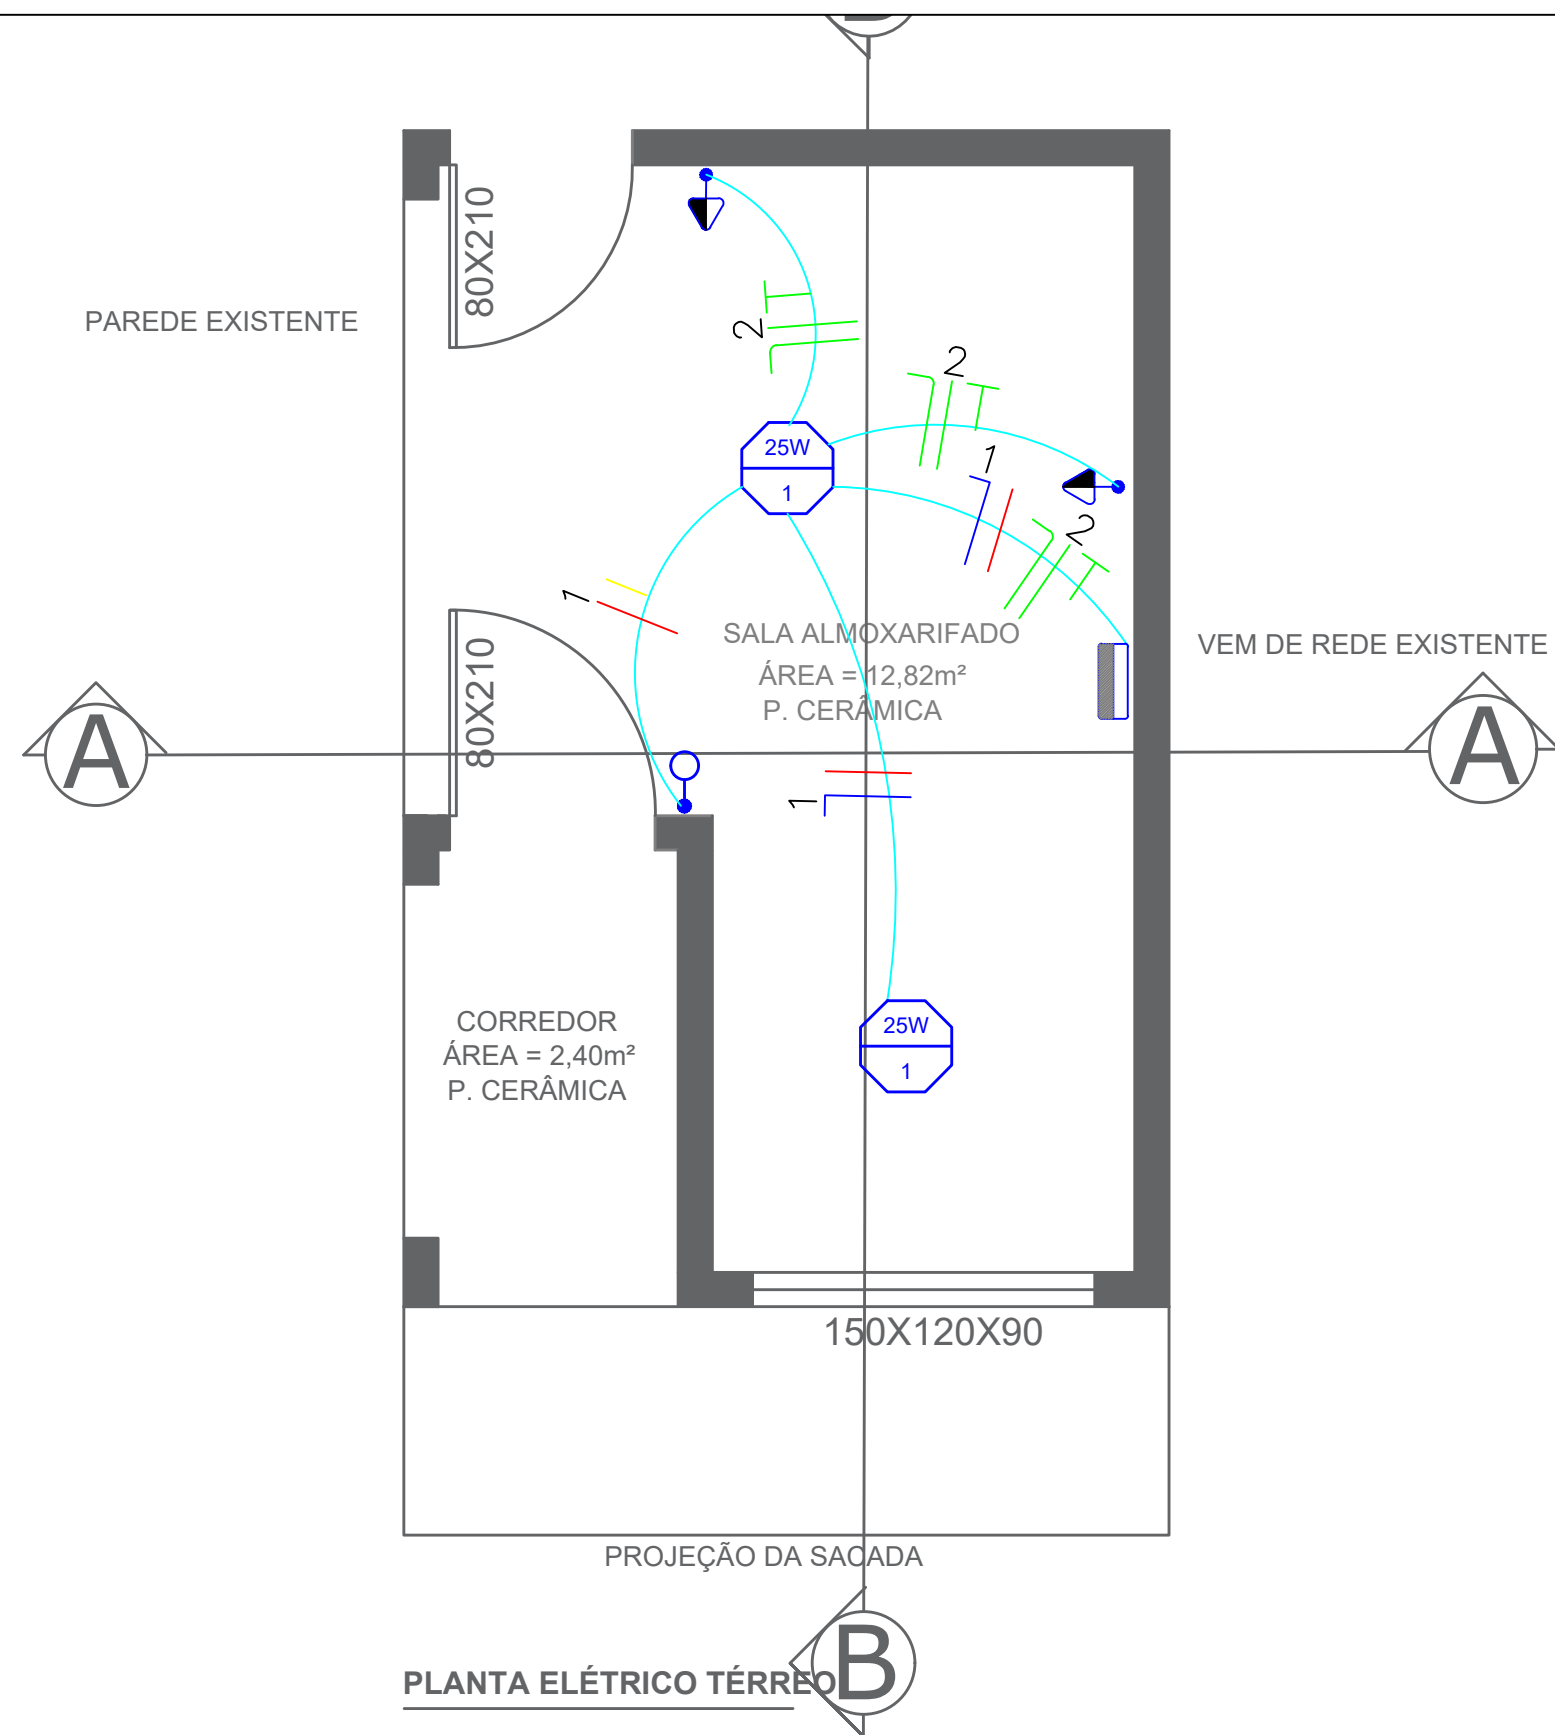 80X210
PAREDE EXISTENTE
2
2
25W
1
1
2
1
SALA ALMOXARIFADO
ÁREA = 12,82m²
P. CERÂMICA
VEM DE REDE EXISTENTE
80X210
A
A
1
CORREDOR
ÁREA = 2,40m²
P. CERÂMICA
25W
1
150X120X90
PROJEÇÃO DA SACADA
PLANTA ELÉTRICO TÉRREO
B